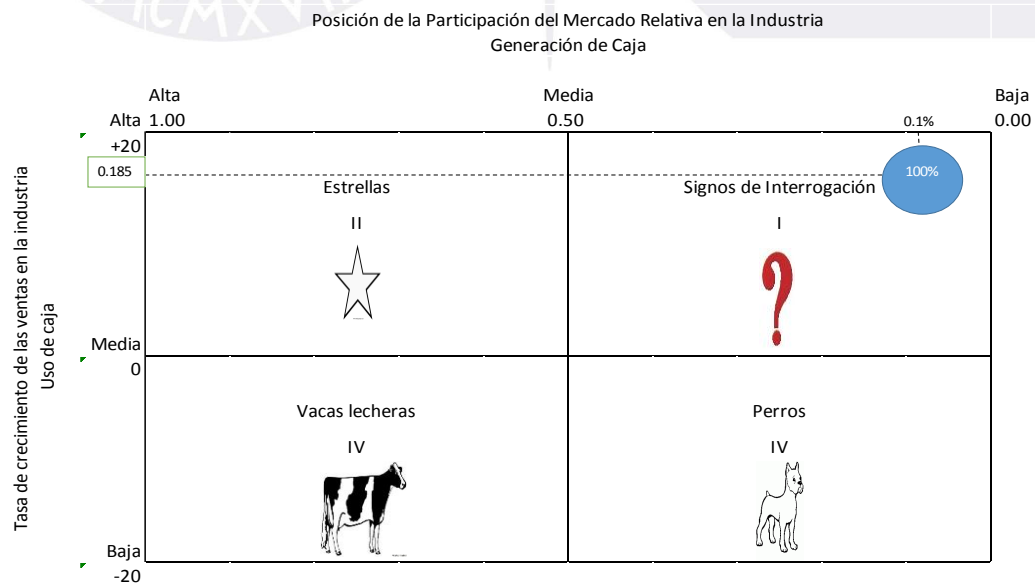 ICMXVII
Posición de la Participación del Mercado Relativa en la Industria
Generación de Caja
Alta Media Baja
Alta 1.00 0.50 0.1% 0.00
+20
0.185
100%
Estrellas Signos de Interrogación
II I
Tasa de crecimiento de las ventas en la industria
Uso de caja
Media
0
Vacas lecheras Perros
IV IV
Baja
-20